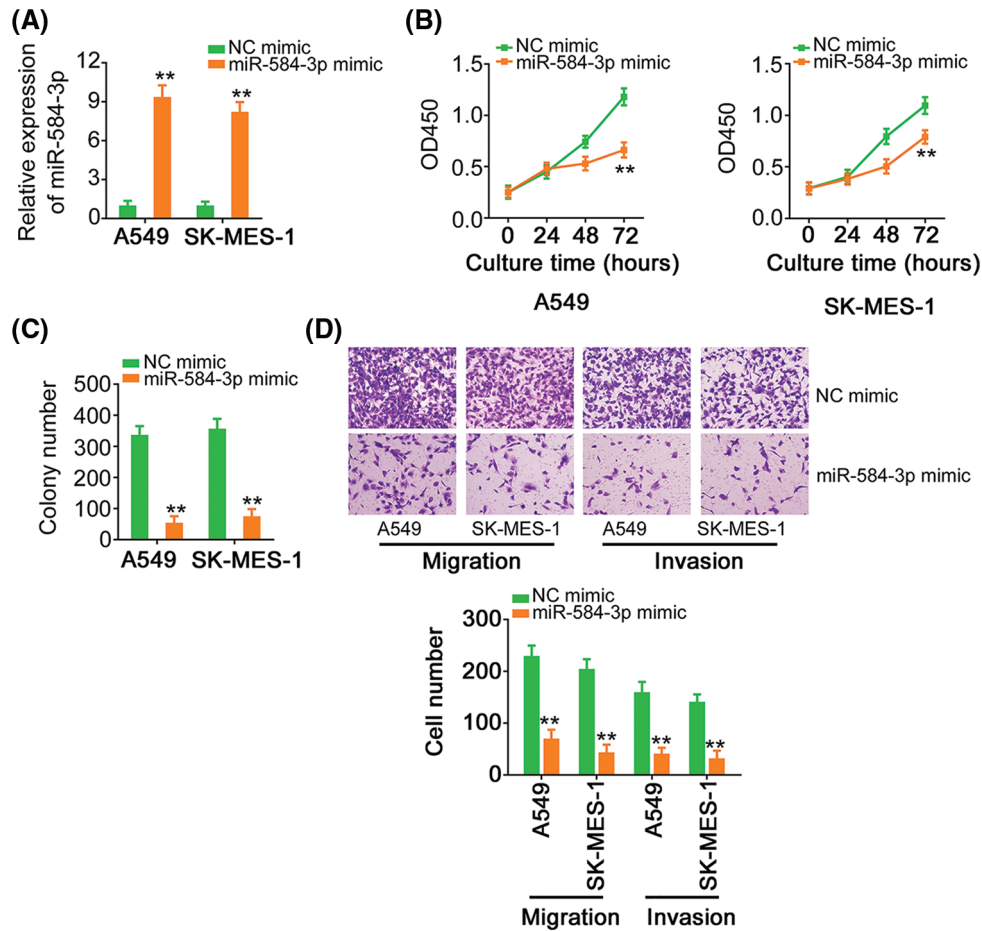 (A)
NC mimic
miR-584-3p mimic
Relative expression
of miR-584-3p
12
9
6
3
0
**
**
A549 SK-MES-1
(B)
NC mimic
miR-584-3p mimic
OD450
1.5
1.0
0.5
0.0
**
0 24 48 72
Culture time (hours)
A549
NC mimic
miR-584-3p mimic
OD450
1.5
1.0
0.5
0.0
**
0 24 48 72
Culture time (hours)
SK-MES-1
(C)
NC mimic
miR-584-3p mimic
Colony number
500
400
300
200
100
0
**
**
A549 SK-MES-1
(D)
NC mimic
miR-584-3p mimic
A549 SK-MES-1 A549 SK-MES-1
Migration Invasion
NC mimic
miR-584-3p mimic
Cell number
300
200
100
0
**
**
**
**
A549
SK-MES-1
A549
SK-MES-1
Migration Invasion